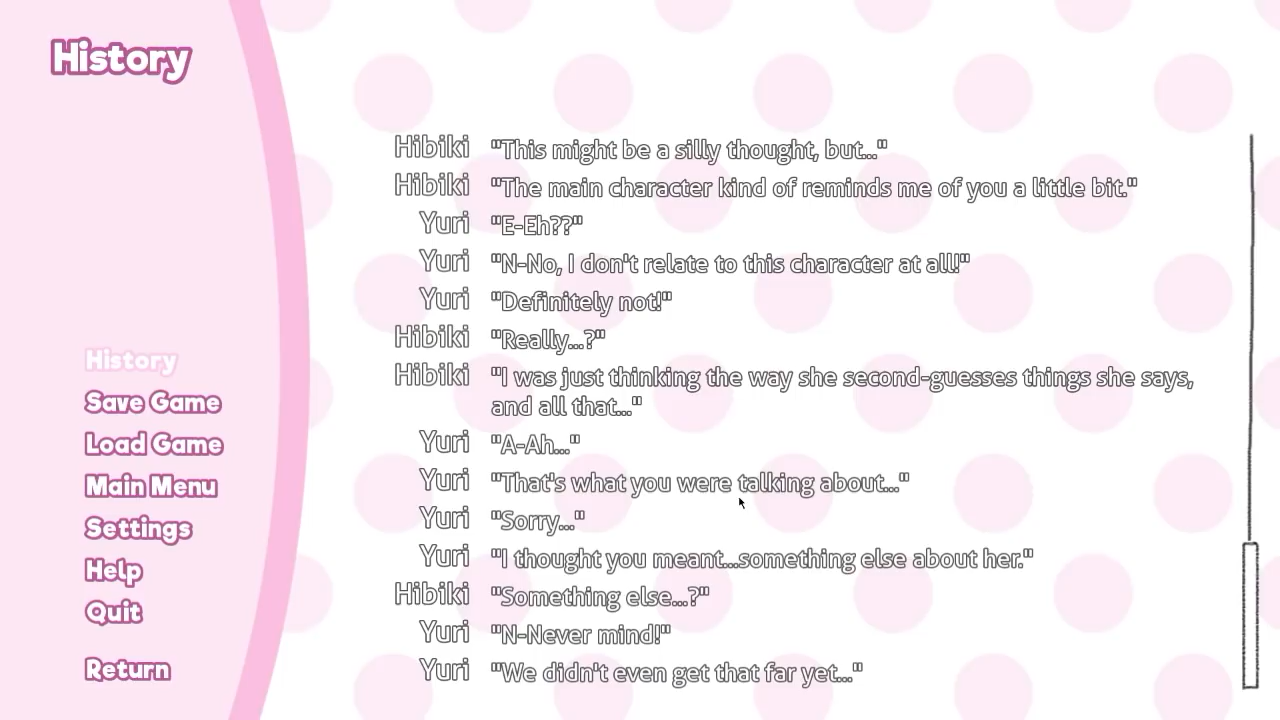 History
Hibiki "This might be a silly thought, but..."
Hibiki "The main character kind of reminds me of you a little bit."
Yuri "E-Eh??"
Yuri "N-No, I don't relate to this character at all!"
Yuri "Definitely not!"
Hibiki "Really...?"
Hibiki "I was just thinking the way she second-guesses things she says,
and all that..."
Yuri "A-Ah..."
Yuri "That's what you were talking about..."
Yuri "Sorry..."
Yuri "I thought you meant...something else about her."
Hibiki "Something else...?"
Yuri "N-Never mind!"
Yuri "We didn't even get that far yet..."
History
Save Game
Load Game
Main Menu
Settings
Help
Quit
Return